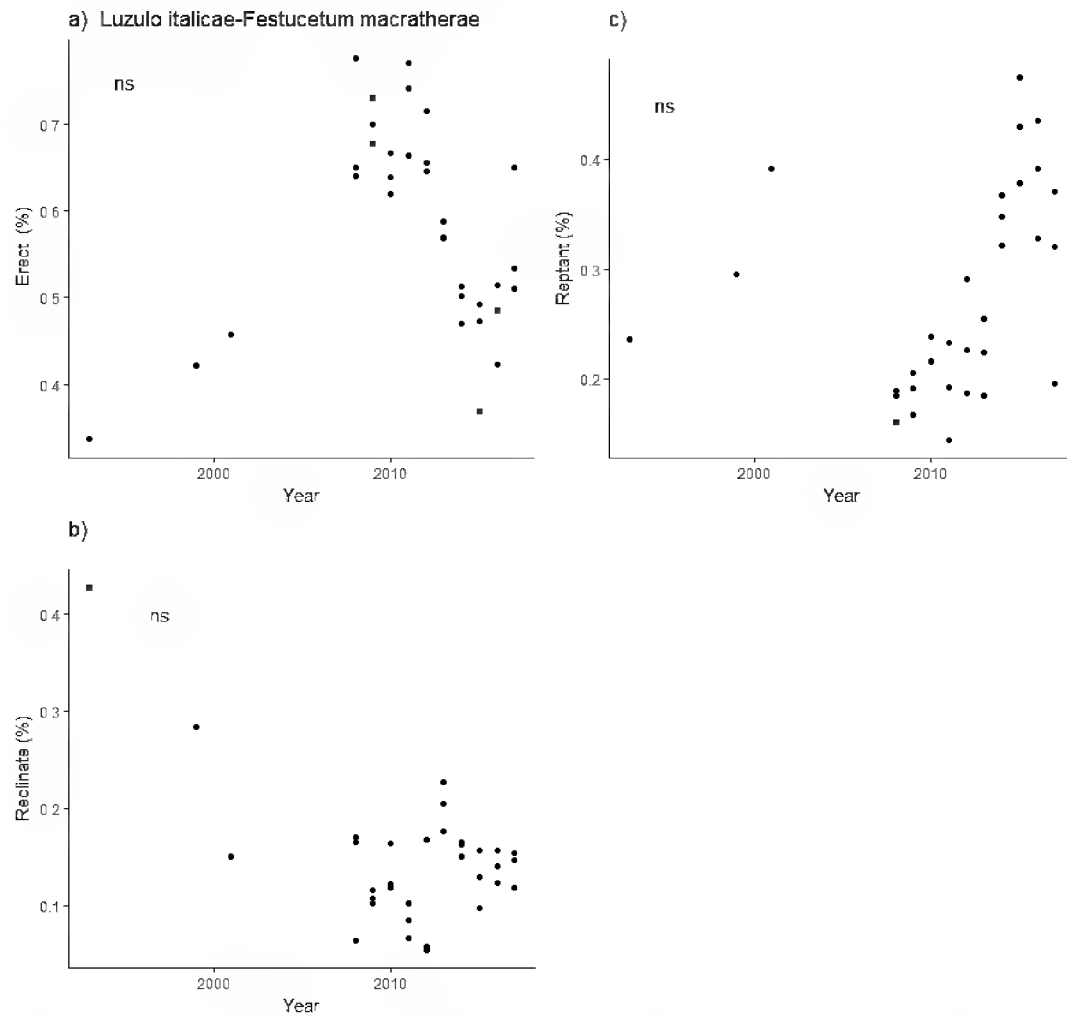 a) Luzulo italicae-Festucetum macratherae
ns
0.7
0.6
0.5
0.4
Erect (%)
2000
2010
Year
c)
ns
0.4
0.3
0.2
Reptant (%)
2000
2010
Year
b)
ns
0.4
0.3
0.2
0.1
Reclinate (%)
2000
2010
Year